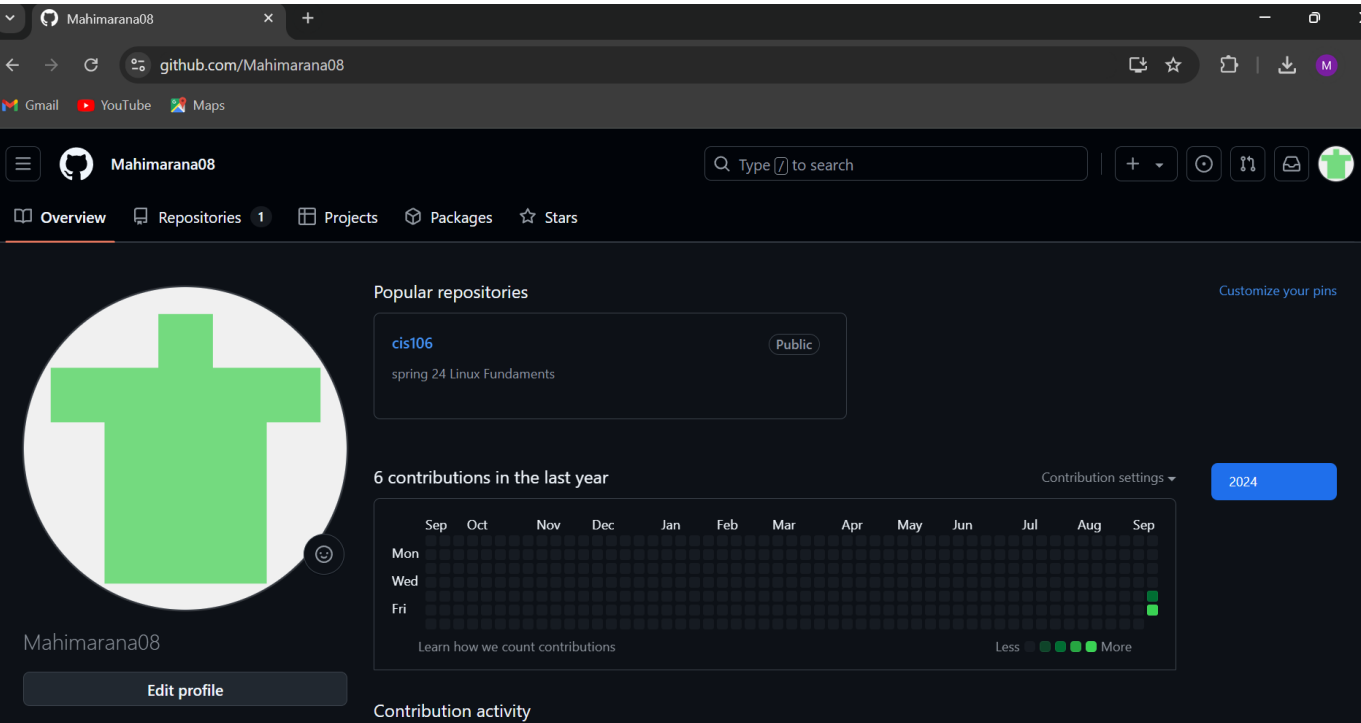 Mahimarana08
github.com/Mahimarana08
M
Gmail YouTube Maps
Mahimarana08
Type / to search
Overview Repositories 1 Projects Packages Stars
Popular repositories
Customize your pins
cis106
Public
spring 24 Linux Fundaments
6 contributions in the last year
Contribution settings
2024
Sep Oct Nov Dec Jan Feb Mar Apr May Jun Jul Aug Sep
Mon
Wed
Fri
Learn how we count contributions
Less More
Mahimarana08
Edit profile
Contribution activity